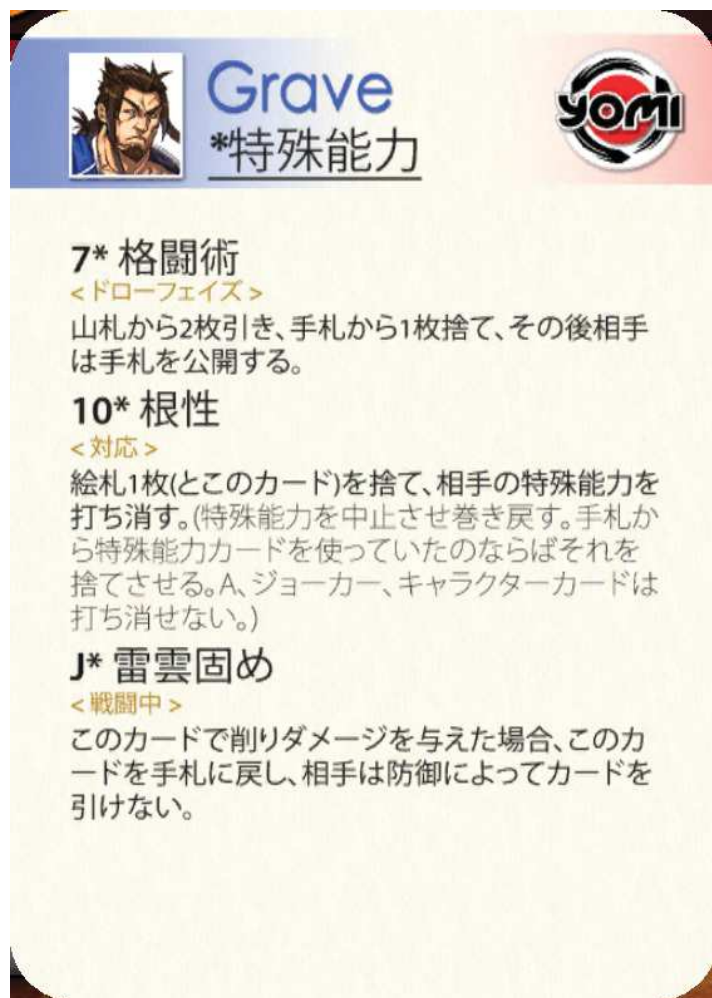 Grave
YOMI
*特殊能力
7* 格闘術
<ドローフェイズ>
山札から2枚引き、手札から1枚捨て、その後相手
は手札を公開する。
10* 根性
<対応>
絵札1枚(とこのカード)を捨て、相手の特殊能力を
打ち消す。(特殊能力を中止させ巻き戻す。手札か
ら特殊能力カードを使っていたのならばそれを
捨てさせる。A、ジョーカー、キャラクターカードは
打ち消せない。)
J* 雷雲固め
<戦闘中>
このカードで削りダメージを与えた場合、このカ
ードを手札に戻し、相手は防御によってカードを
引けない。